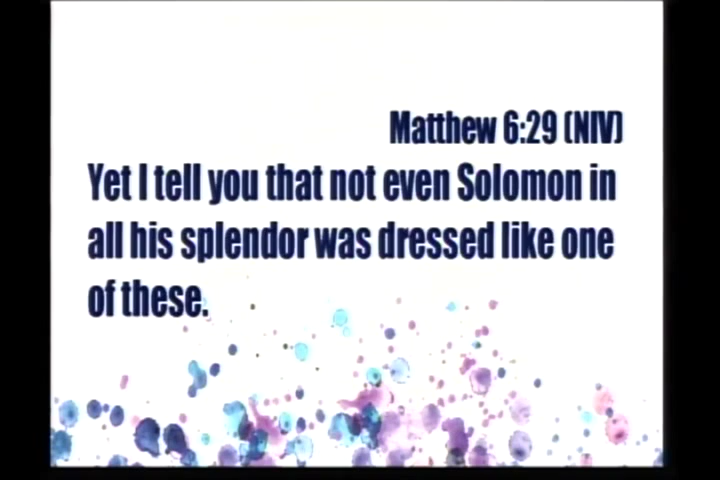 Matthew 6:29 (NIV)
Yet I tell you that not even Solomon in
all his splendor was dressed like one
of these.